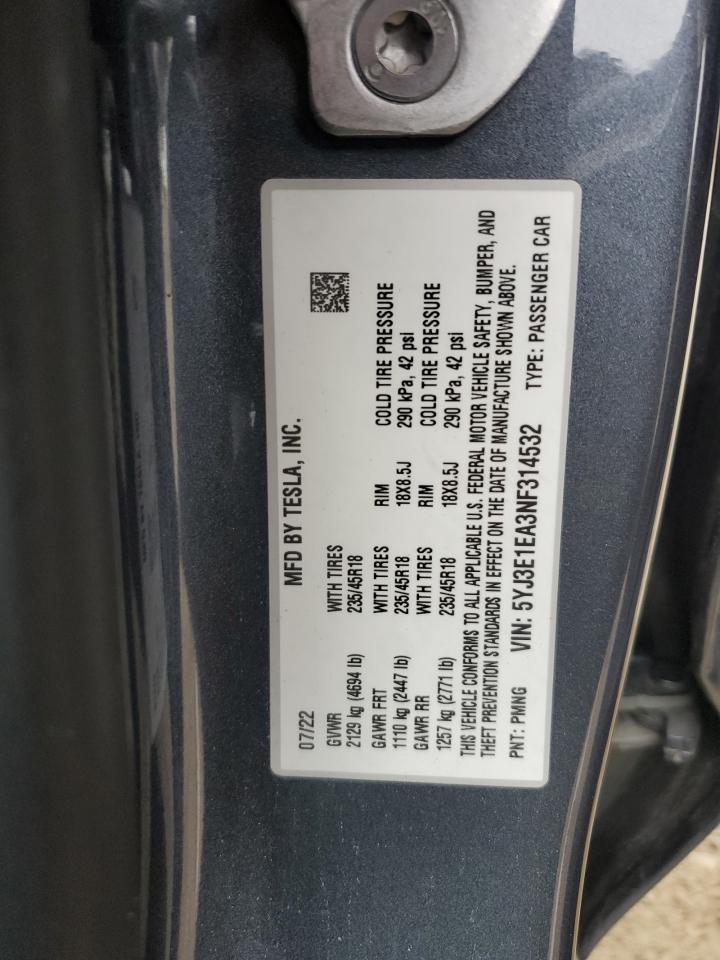 MFD BY TESLA, INC.
07/22
GVWR WITH TIRES
2129 kg (4694 lb) 235/45R18
GAWR FRT WITH TIRES RIM COLD TIRE PRESSURE
1110 kg (2447 lb) 235/45R18 18X8.5J 290 kPa, 42 psi
GAWR RR WITH TIRES RIM COLD TIRE PRESSURE
1257 kg (2771 lb) 235/45R18 18X8.5J 290 kPa, 42 psi
THIS VEHICLE CONFORMS TO ALL APPLICABLE U.S. FEDERAL MOTOR VEHICLE SAFETY, BUMPER, AND
THEFT PREVENTION STANDARDS IN EFFECT ON THE DATE OF MANUFACTURE SHOWN ABOVE.
PNT: PMNG VIN: 5YJ3E1EA3NF314532 TYPE: PASSENGER CAR